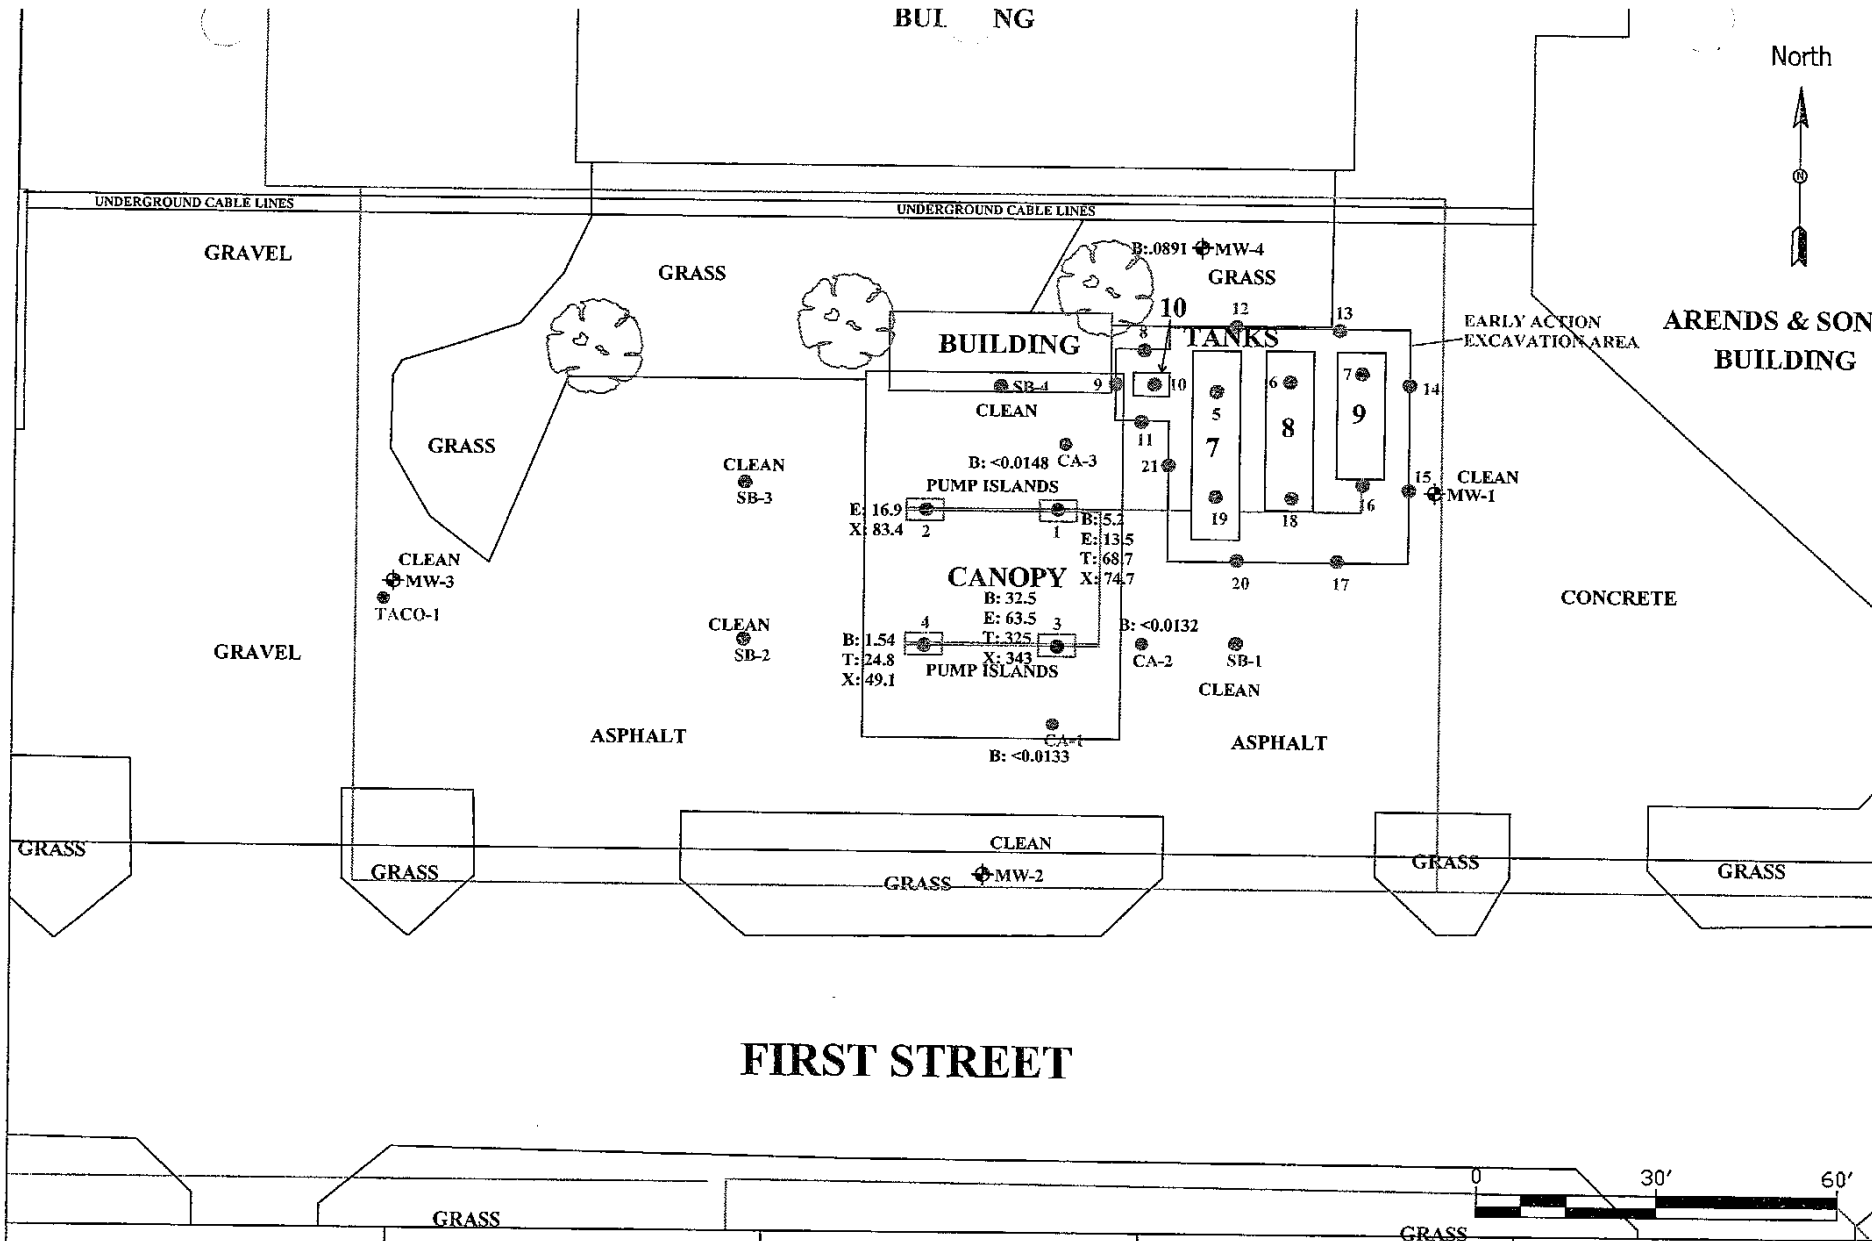 BUI NG
North
UNDERGROUND CABLE LINES
UNDERGROUND CABLE LINES
GRAVEL
GRASS
B:.0891 MW-4
GRASS
N
10
12
13
EARLY ACTION
EXCAVATION AREA
ARENDS & SON
BUILDING
BUILDING
8
TANKS
SB-4
CLEAN
9
10
5
6
7
14
7
8
9
11
21
GRASS
CLEAN
SB-3
B: <0.0148 CA-3
PUMP ISLANDS
15
CLEAN
MW-1
E: 16.9
X: 83.4
2
1
B: 5.2
E: 13.5
T: 68.7
X: 74.7
19
18
16
CLEAN
MW-3
TACO-1
CANOPY
B: 32.5
E: 63.5
T: 325
X: 343
20
17
CONCRETE
CLEAN
SB-2
GRAVEL
B: 1.54
T: 24.8
X: 49.1
4
3
PUMP ISLANDS
B: <0.0132
CA-2
SB-1
CLEAN
ASPHALT
CA-1
B: <0.0133
ASPHALT
GRASS
GRASS
CLEAN
GRASS MW-2
GRASS
GRASS
FIRST STREET
0 30' 60'
GRASS
GRASS